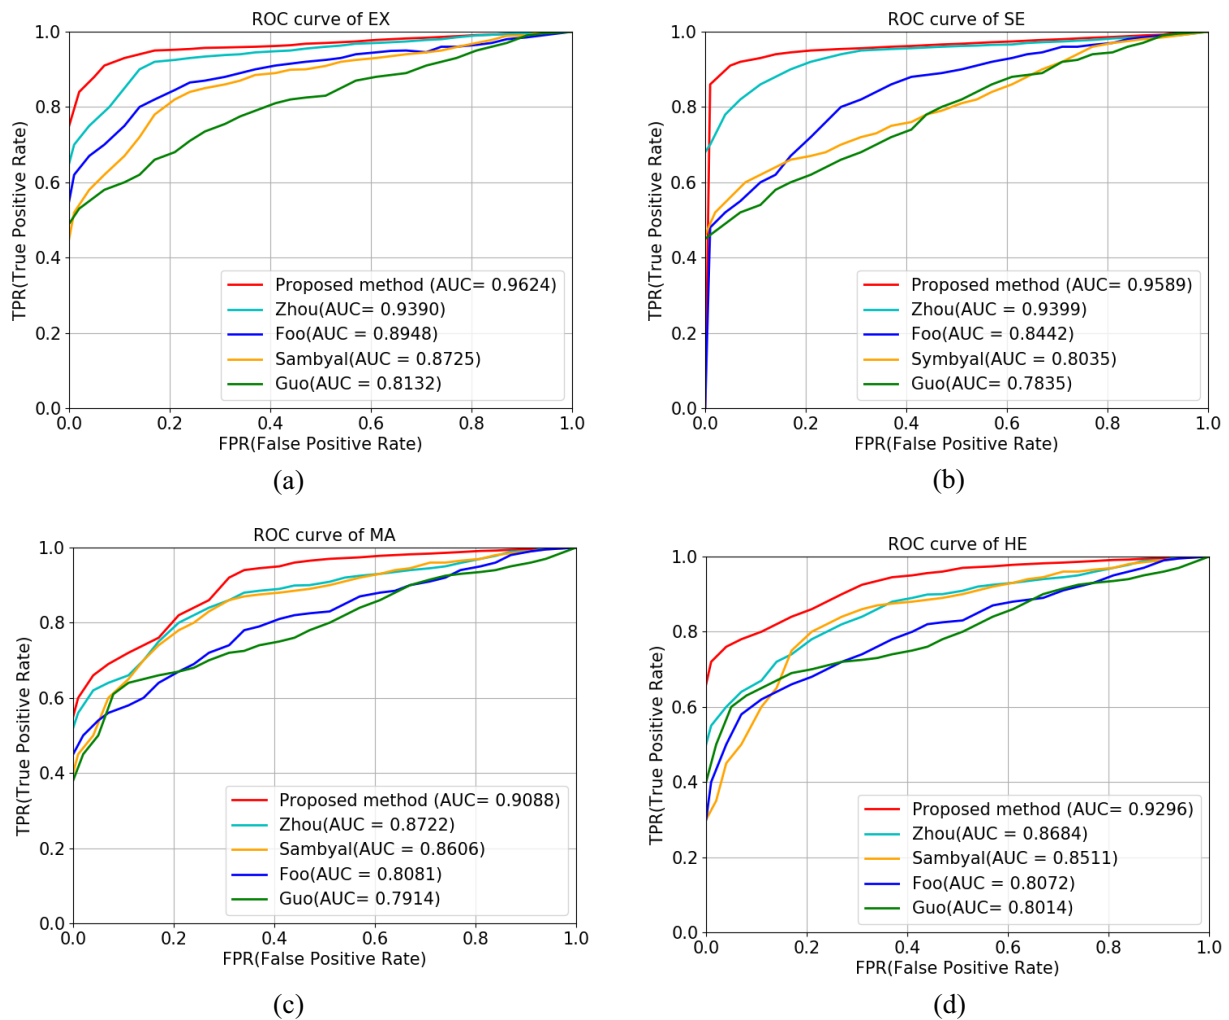 ROC curve of EX
1.0
0.8
0.6
0.4
0.2
0.0
TPR(True Positive Rate)
Proposed method (AUC= 0.9624)
Zhou(AUC= 0.9390)
Foo(AUC= 0.8948)
Sambyal(AUC = 0.8725)
Guo(AUC = 0.8132)
0.0 0.2 0.4 0.6 0.8 1.0
FPR(False Positive Rate)
(a)
ROC curve of SE
1.0
0.8
0.6
0.4
0.2
0.0
TPR(True Positive Rate)
Proposed method (AUC= 0.9589)
Zhou(AUC = 0.9399)
Foo(AUC = 0.8442)
Symbyal(AUC = 0.8035)
Guo(AUC= 0.7835)
0.0 0.2 0.4 0.6 0.8 1.0
FPR(False Positive Rate)
(b)
ROC curve of MA
1.0
0.8
0.6
0.4
0.2
0.0
TPR(True Positive Rate)
Proposed method (AUC= 0.9088)
Zhou(AUC = 0.8722)
Sambyal(AUC = 0.8606)
Foo(AUC = 0.8081)
Guo(AUC= 0.7914)
0.0 0.2 0.4 0.6 0.8 1.0
FPR(False Positive Rate)
(c)
ROC curve of HE
1.0
0.8
0.6
0.4
0.2
0.0
TPR(True Positive Rate)
Proposed method (AUC= 0.9296)
Zhou(AUC = 0.8684)
Sambyal(AUC = 0.8511)
Foo(AUC = 0.8072)
Guo(AUC= 0.8014)
0.0 0.2 0.4 0.6 0.8 1.0
FPR(False Positive Rate)
(d)